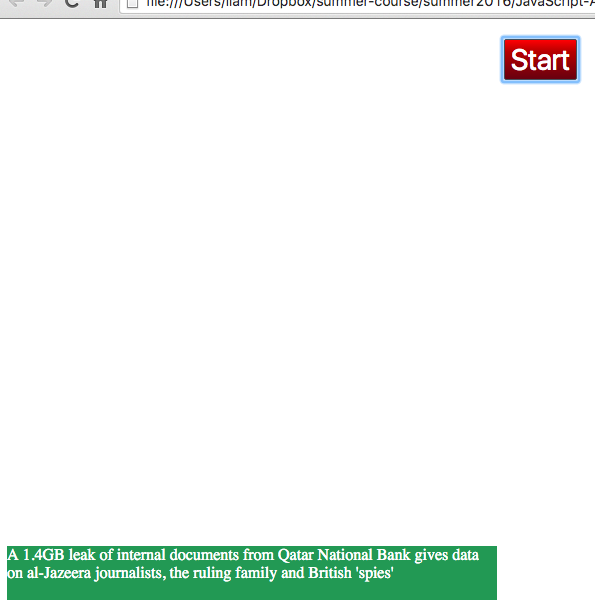 file:///Users/liam/Dropbox/summer-course/summer2016/JavaScript-A
Start
A 1.4GB leak of internal documents from Qatar National Bank gives data
on al-Jazeera journalists, the ruling family and British 'spies'